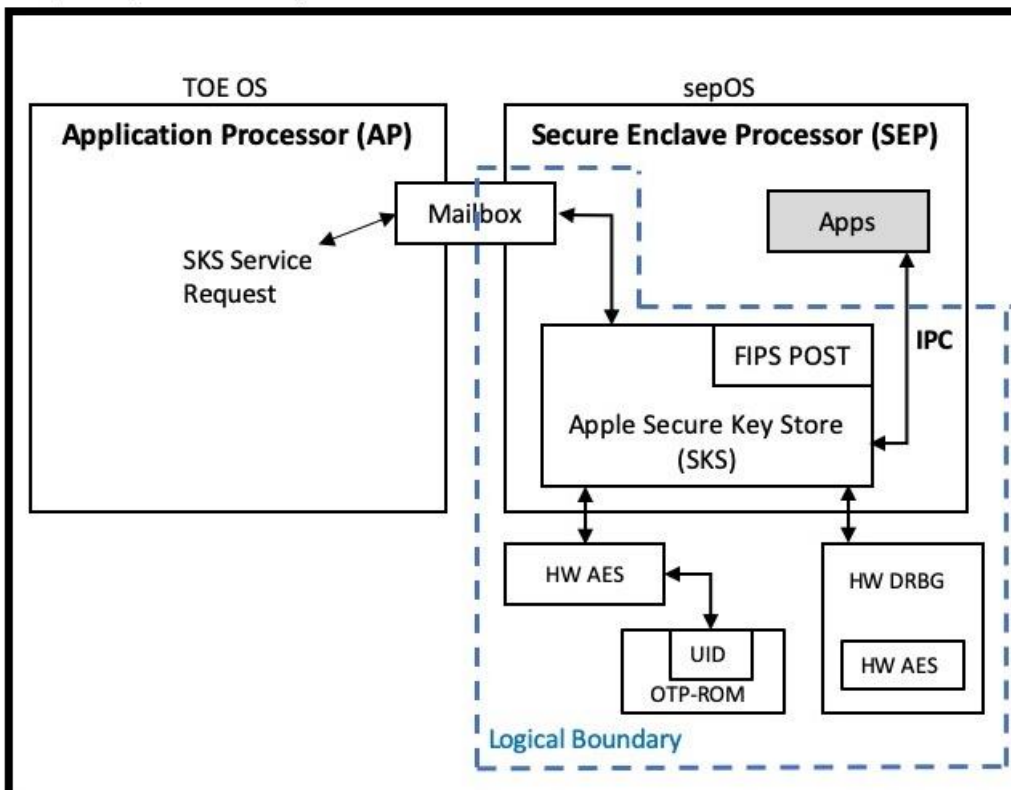 TOE OS
sepOS
Application Processor (AP)
Secure Enclave Processor (SEP)
Mailbox
Apps
SKS Service
Request
IPC
FIPS POST
Apple Secure Key Store
(SKS)
HW AES
HW DRBG
UID
OTP-ROM
HW AES
Logical Boundary